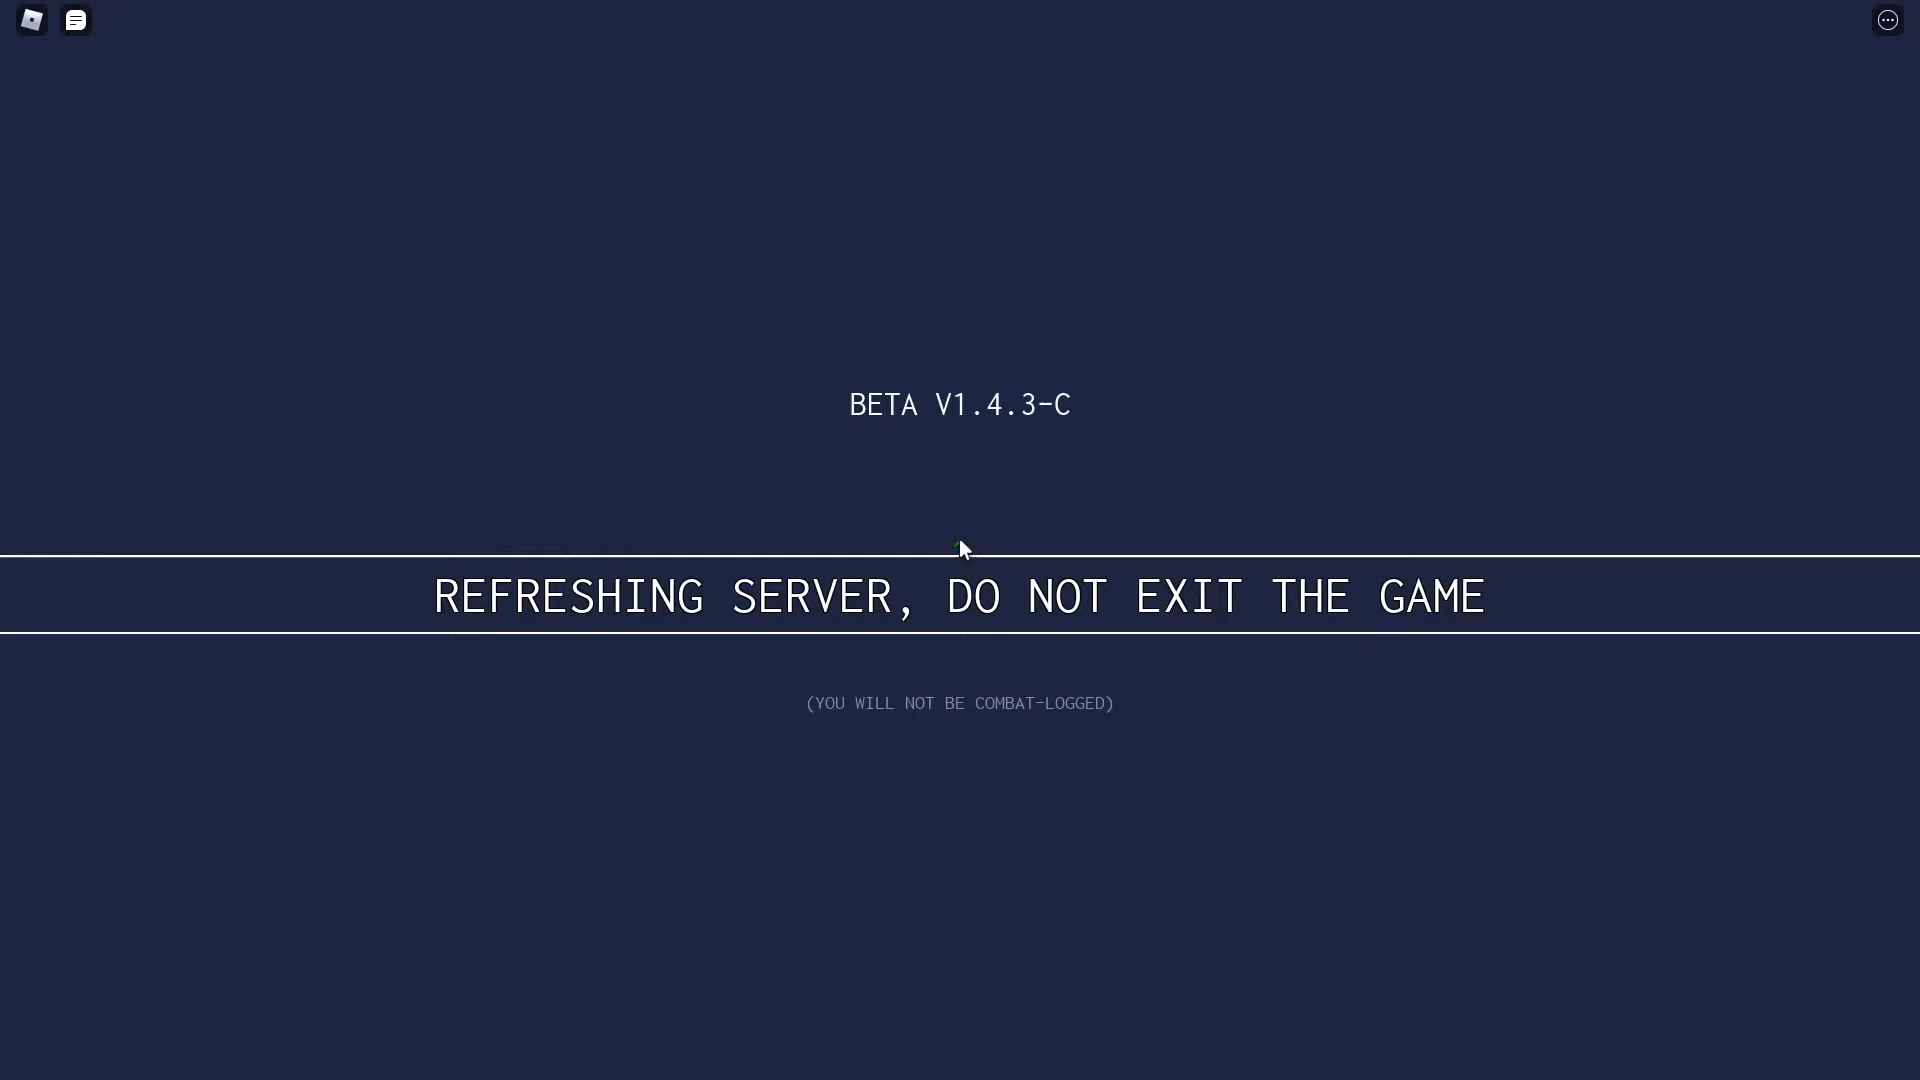 BETA V1.4.3-C
REFRESHING SERVER, DO NOT EXIT THE GAME
(YOU WILL NOT BE COMBAT-LOGGED)